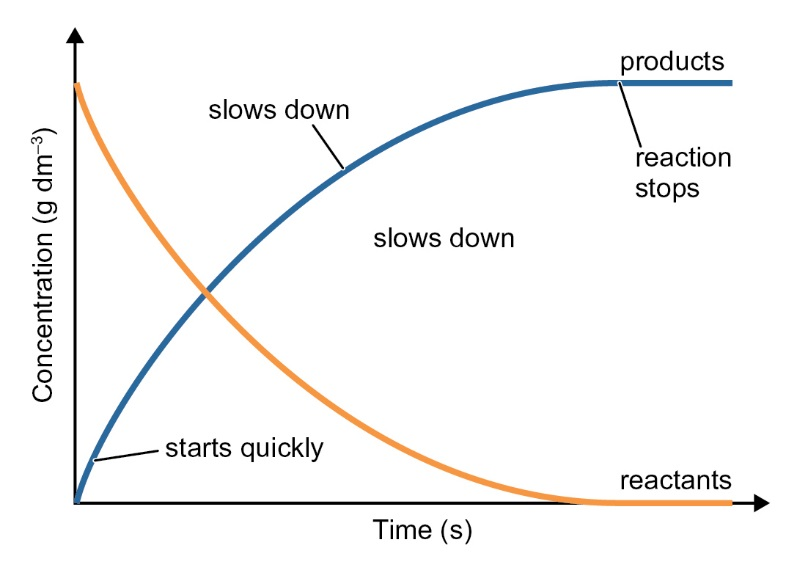 products
slows down
reaction
stops
slows down
Concentration (g dm⁻³)
starts quickly
reactants
Time (s)